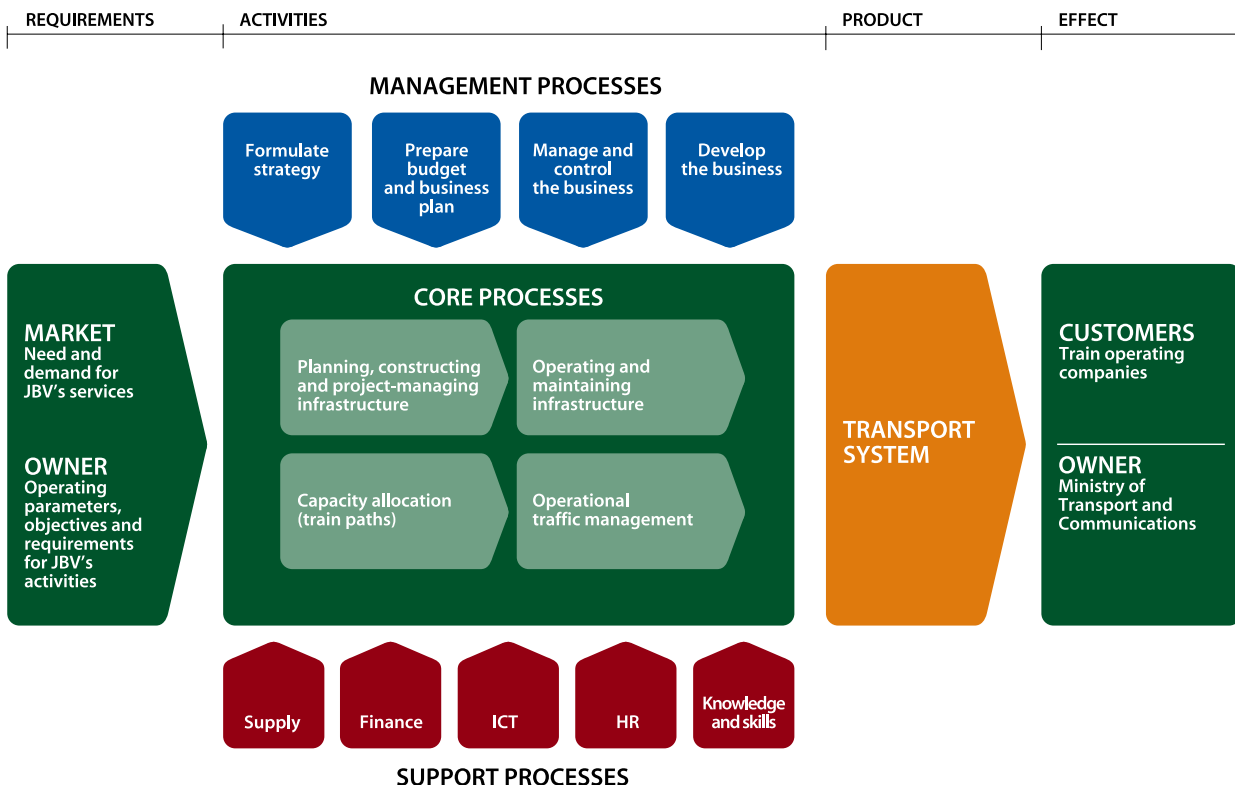 REQUIREMENTS
ACTIVITIES
PRODUCT
EFFECT
MANAGEMENT PROCESSES
Formulate
strategy
Prepare
budget
and business
plan
Manage and
control
the business
Develop
the business
MARKET
Need and
demand for
JBV's services
OWNER
Operating
parameters,
objectives and
requirements
for JBV's
activities
CORE PROCESSES
Planning, constructing
and project-managing
infrastructure
Operating and
maintaining
infrastructure
Capacity allocation
(train paths)
Operational
traffic management
TRANSPORT
SYSTEM
CUSTOMERS
Train operating
companies
OWNER
Ministry of
Transport and
Communications
Supply
Finance
ICT
HR
Knowledge
and skills
SUPPORT PROCESSES